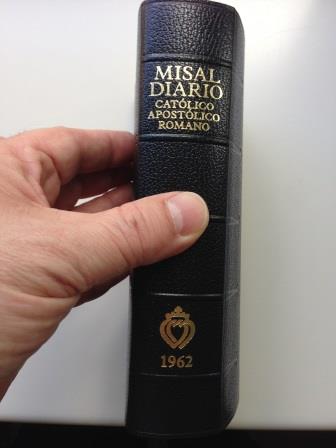 MISAL
DIARIO
CATÓLICO
APOSTÓLICO
ROMANO
1962